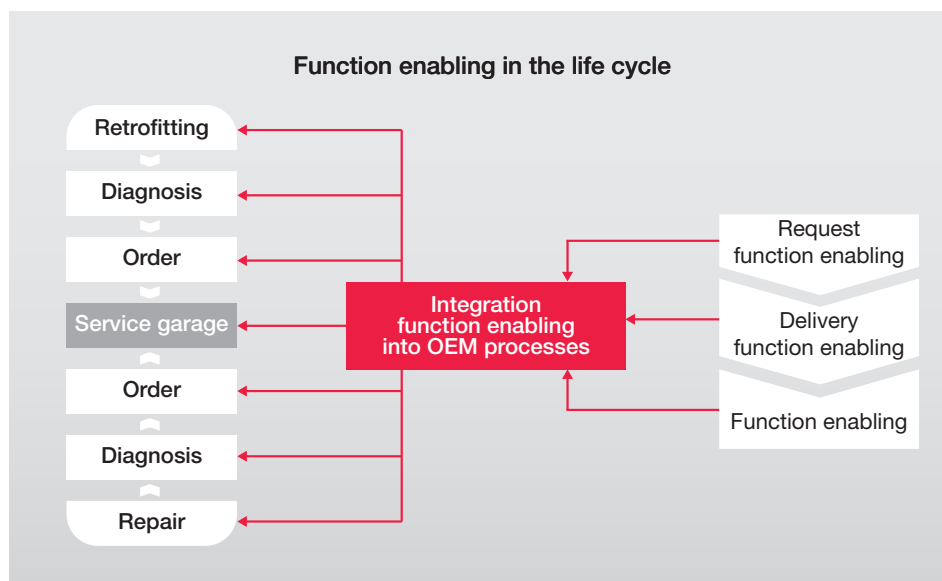 Function enabling in the life cycle
Retrofitting
Diagnosis
Order
Service garage
Order
Diagnosis
Repair
Integration
function enabling
into OEM processes
Request
function enabling
Delivery
function enabling
Function enabling